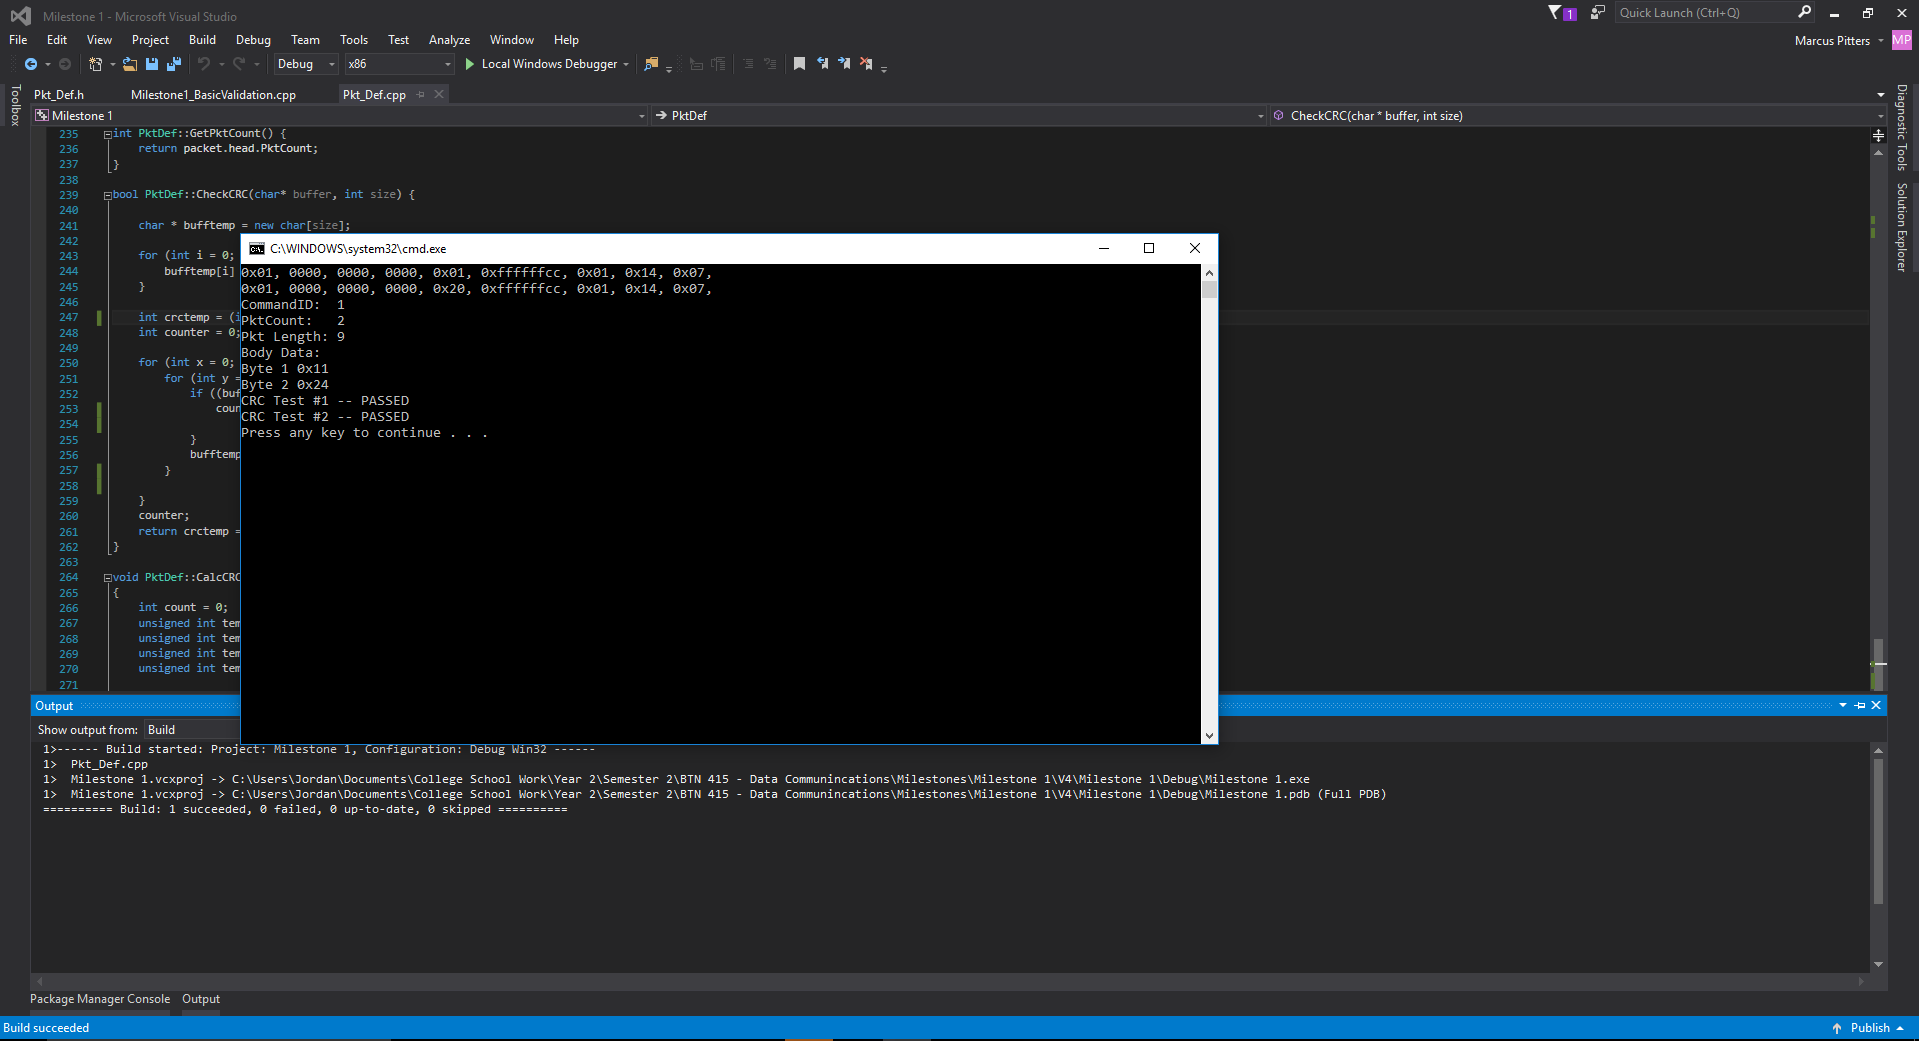 Milestone 1 - Microsoft Visual Studio
1
Quick Launch (Ctrl+Q)
File Edit View Project Build Debug Team Tools Test Analyze Window Help
Marcus Pitters
MP
Debug x86 Local Windows Debugger
Toolbox
Pkt_Def.h Milestone1_BasicValidation.cpp Pkt_Def.cpp
Milestone 1 PktDef CheckCRC(char * buffer, int size)
235 int PktDef::GetPktCount() {
236 return packet.head.PktCount;
237 }
238
239 bool PktDef::CheckCRC(char* buffer, int size) {
240
241 char * bufftemp = new char[size];
242
243 for (int i = 0;
244 bufftemp[i]
245 }
246
247 int crctemp = (i
248 int counter = 0;
249
250 for (int x = 0;
251 for (int y =
252 if ((buf
253 coun
254
255 }
256 bufftemp
257 }
258
259 }
260 counter;
261 return crctemp =
262 }
263
264 void PktDef::CalcCRC
265 {
266 int count = 0;
267 unsigned int tem
268 unsigned int tem
269 unsigned int tem
270 unsigned int tem
271
C:\WINDOWS\system32\cmd.exe
0x01, 0000, 0000, 0000, 0x01, 0xffffffcc, 0x01, 0x14, 0x07,
0x01, 0000, 0000, 0000, 0x20, 0xffffffcc, 0x01, 0x14, 0x07,
CommandID: 1
PktCount: 2
Pkt Length: 9
Body Data:
Byte 1 0x11
Byte 2 0x24
CRC Test #1 -- PASSED
CRC Test #2 -- PASSED
Press any key to continue . . .
Diagnostic Tools
Solution Explorer
Output
Show output from: Build
1>------ Build started: Project: Milestone 1, Configuration: Debug Win32 ------
1> Pkt_Def.cpp
1> Milestone 1.vcxproj -> C:\Users\Jordan\Documents\College School Work\Year 2\Semester 2\BTN 415 - Data Communincations\Milestones\Milestone 1\V4\Milestone 1\Debug\Milestone 1.exe
1> Milestone 1.vcxproj -> C:\Users\Jordan\Documents\College School Work\Year 2\Semester 2\BTN 415 - Data Communincations\Milestones\Milestone 1\V4\Milestone 1\Debug\Milestone 1.pdb (Full PDB)
========== Build: 1 succeeded, 0 failed, 0 up-to-date, 0 skipped ==========
Package Manager Console Output
Build succeeded
Publish